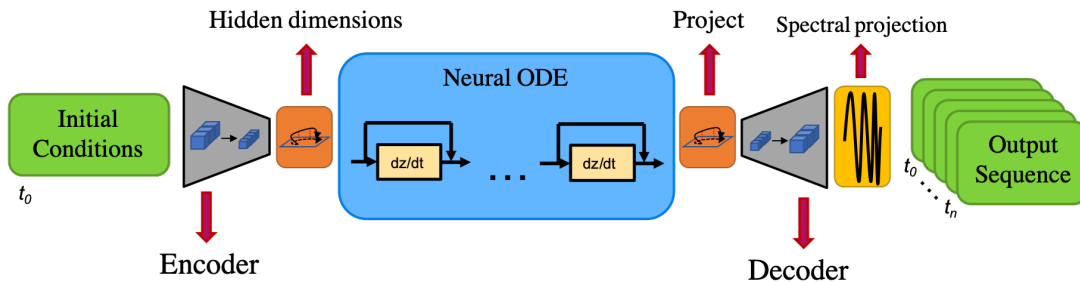 Hidden dimensions
Project
Spectral projection
Neural ODE
Initial
Conditions
dz/dt
...
dz/dt
Output
Sequence
t0
t0
....
tn
Encoder
Decoder